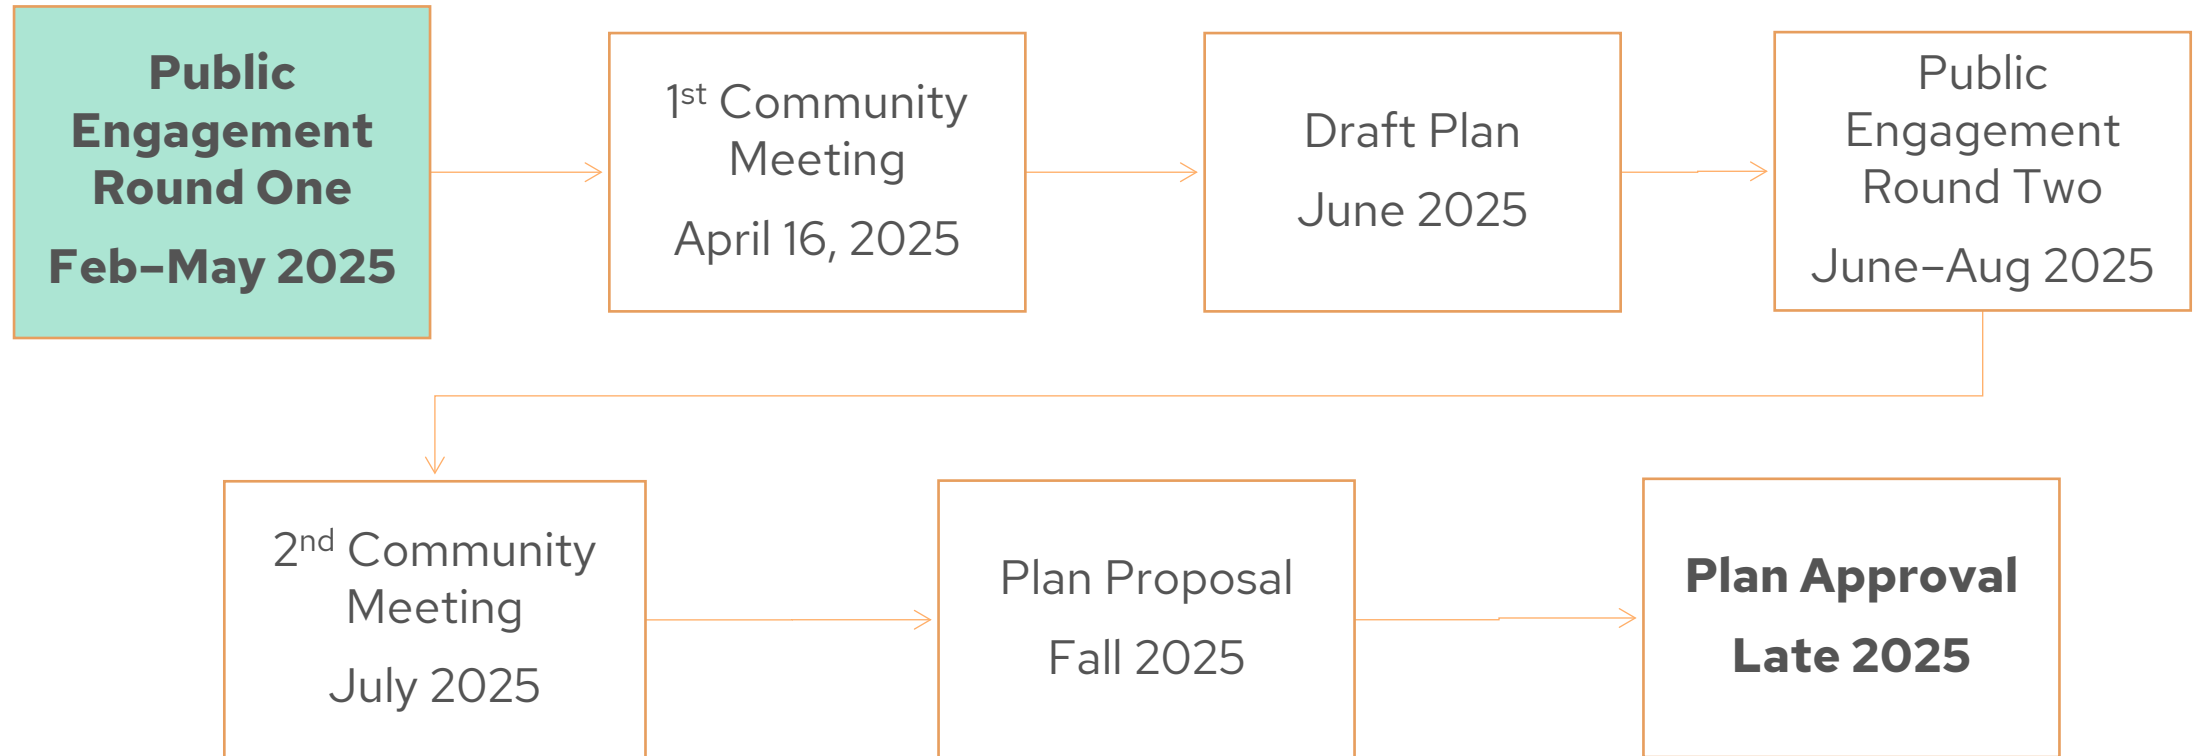 Public
Engagement
Round One
Feb–May 2025
1st Community
Meeting
April 16, 2025
Draft Plan
June 2025
Public
Engagement
Round Two
June–Aug 2025
2nd Community
Meeting
July 2025
Plan Proposal
Fall 2025
Plan Approval
Late 2025